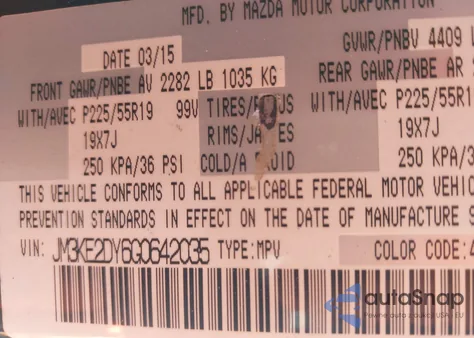 MFD. BY MAZDA MOTOR CORPORATION
DATE 03/15
GVWR/PNBV 4409
FRONT GAWR/PNBE AV 2282 LB 1035 KG
REAR GAWR/PNBE AR
WITH/AVEC P225/55R19 99V TIRES/ WITH/AVEC P225/55R1
19X7J RIMS/ 19X7J
250 KPA/36 PSI COLD/A 250 KPA/3
THIS VEHICLE CONFORMS TO ALL APPLICABLE FEDERAL MOTOR VEHIC
PREVENTION STANDARDS IN EFFECT ON THE DATE OF MANUFACTURE S
VIN: JM3KE2DY6G0642035 TYPE:MPV COLOR CODE:4
autoSnap